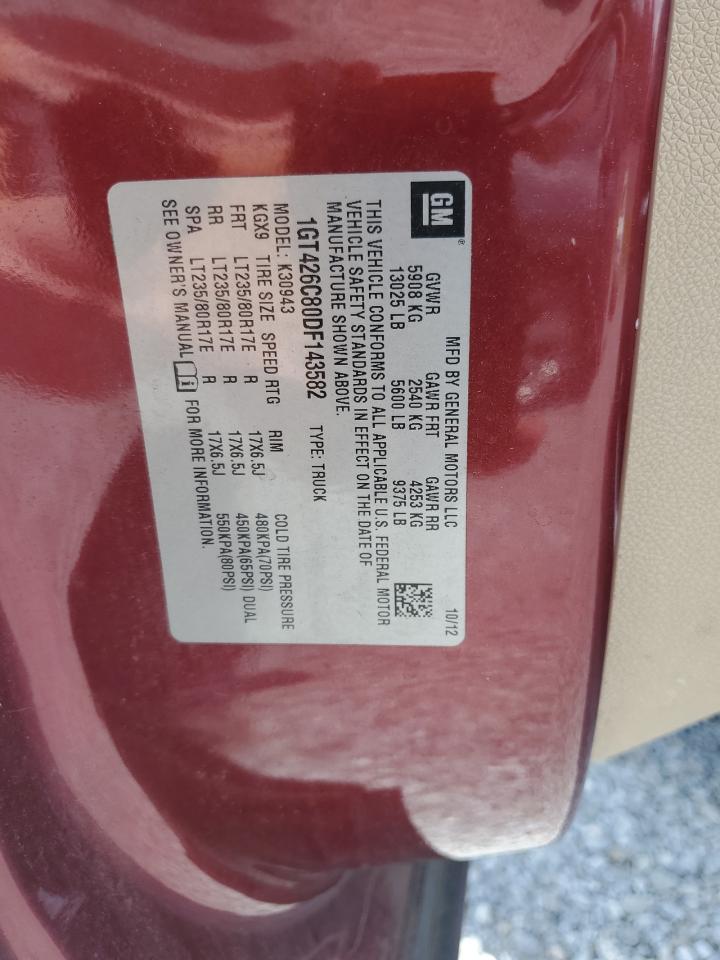 GM ® MFD BY GENERAL MOTORS LLC 10/12
GVWR GAWR FRT GAWR RR
5908 KG 2540 KG 4253 KG
13025 LB 5600 LB 9375 LB
THIS VEHICLE CONFORMS TO ALL APPLICABLE U.S. FEDERAL MOTOR
VEHICLE SAFETY STANDARDS IN EFFECT ON THE DATE OF
MANUFACTURE SHOWN ABOVE.
1GT426C80DF143582 TYPE: TRUCK
MODEL: K30943
KGX9 TIRE SIZE SPEED RTG RIM COLD TIRE PRESSURE
FRT LT235/80R17E R 17X6.5J 480KPA(70PSI)
RR LT235/80R17E R 17X6.5J 450KPA(65PSI) DUAL
SPA LT235/80R17E R 17X6.5J 550KPA(80PSI)
SEE OWNER'S MANUAL FOR MORE INFORMATION.